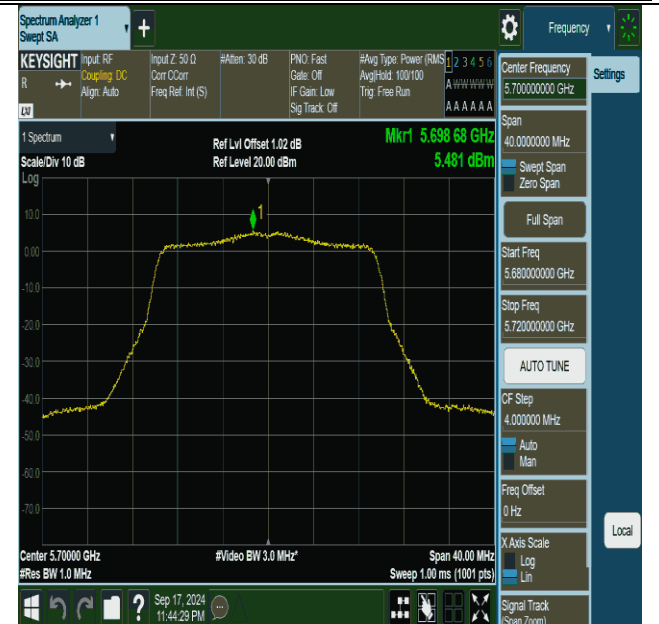 Spectrum Analyzer 1
Swept SA
Frequency
KEYSIGHT
R
LXI
Input: RF
Coupling: DC
Align: Auto
Input Z: 50 Ω
Corr CCorr
Freq Ref: Int (S)
#Atten: 30 dB
PNO: Fast
Gate: Off
IF Gain: Low
Sig Track: Off
#Avg Type: Power (RMS
Avg|Hold: 100/100
Trig: Free Run
1 2 3 4 5 6
A W W W W W
A A A A A A
Center Frequency
5.700000000 GHz
Settings
Span
40.0000000 MHz
Swept Span
Zero Span
Full Span
Start Freq
5.680000000 GHz
Stop Freq
5.720000000 GHz
AUTO TUNE
CF Step
4.000000 MHz
Auto
Man
Freq Offset
0 Hz
X Axis Scale
Log
Lin
Local
Signal Track
(Span Zoom)
1 Spectrum
Scale/Div 10 dB
Ref Lvl Offset 1.02 dB
Ref Level 20.00 dBm
Mkr1 5.698 68 GHz
5.481 dBm
Log
10.0
0.00
-10.0
-20.0
-30.0
-40.0
-50.0
-60.0
-70.0
1
Center 5.70000 GHz
#Video BW 3.0 MHz*
Span 40.00 MHz
#Res BW 1.0 MHz
Sweep 1.00 ms (1001 pts)
?
Sep 17, 2024
11:44:29 PM